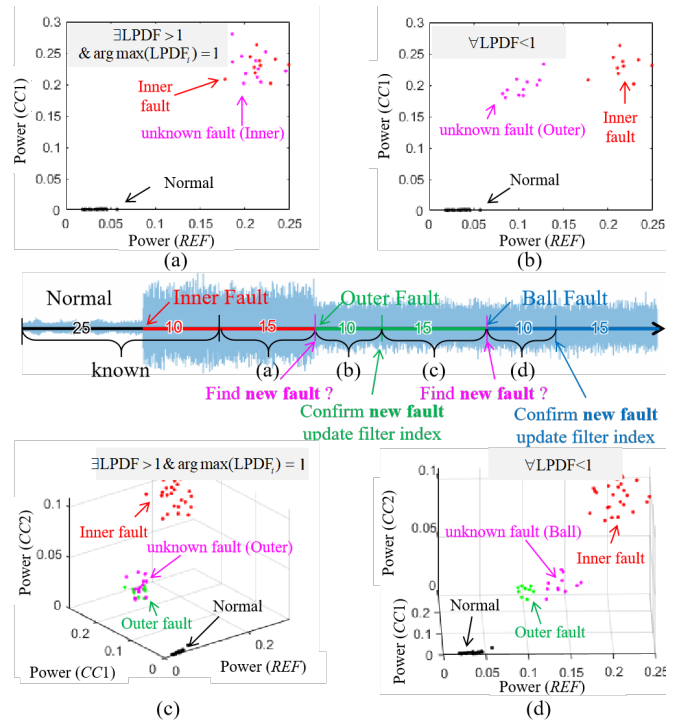 ∃LPDF > 1
& arg max(LPDF_i) = 1
Inner fault
unknown fault (Inner)
Normal
Power (CC1)
0.3
0.25
0.2
0.15
0.1
0.05
0
0 0.05 0.1 0.15 0.2 0.25
Power (REF)
(a)
∀LPDF<1
unknown fault (Outer)
Inner fault
Normal
Power (CC1)
0.3
0.2
0.1
0
0 0.05 0.1 0.15 0.2 0.25
Power (REF)
(b)
Normal Inner Fault Outer Fault Ball Fault
25 10 15 10 15 10 15
known (a) (b) (c) (d)
Find new fault ? Find new fault ?
Confirm new fault
update filter index
Confirm new fault
update filter index
∃LPDF > 1 & arg max(LPDF_i) = 1
Inner fault
unknown fault (Outer)
Normal
Outer fault
Power (CC2)
0.1
0.05
0
0.2
0.1
0
Power (CC1)
0 0.1 0.2
Power (REF)
(c)
∀LPDF<1
unknown fault (Ball)
Inner fault
Normal
Outer fault
Power (CC2)
0.1
0.05
0
Power (CC1)
0.2
0.1
0
0 0.05 0.1 0.15 0.2 0.25
Power (REF)
(d)